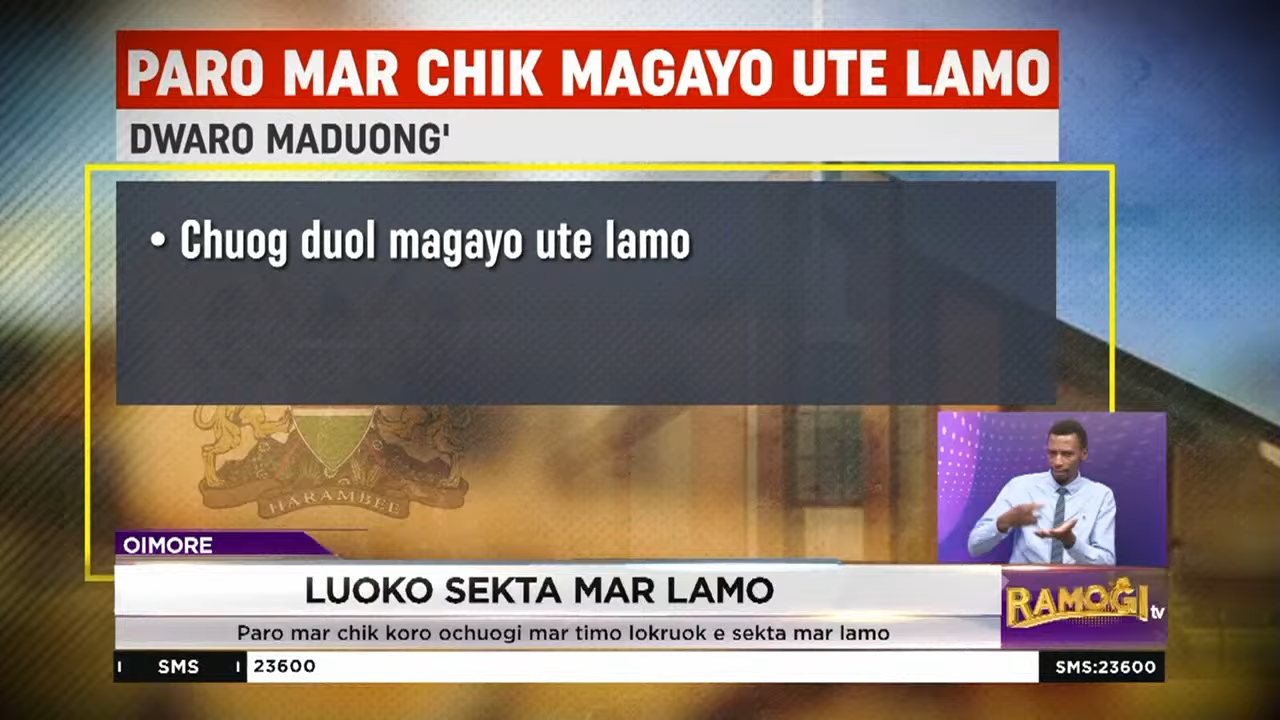 PARO MAR CHIK MAGAYO UTE LAMO
DWARO MADUONG'
• Chuog duol magayo ute lamo
HARAMBEE
OIMORE
LUOKO SEKTA MAR LAMO
RAMOGI tv
Paro mar chik koro ochuogi mar timo lokruok e sekta mar lamo
SMS 23600
SMS:23600